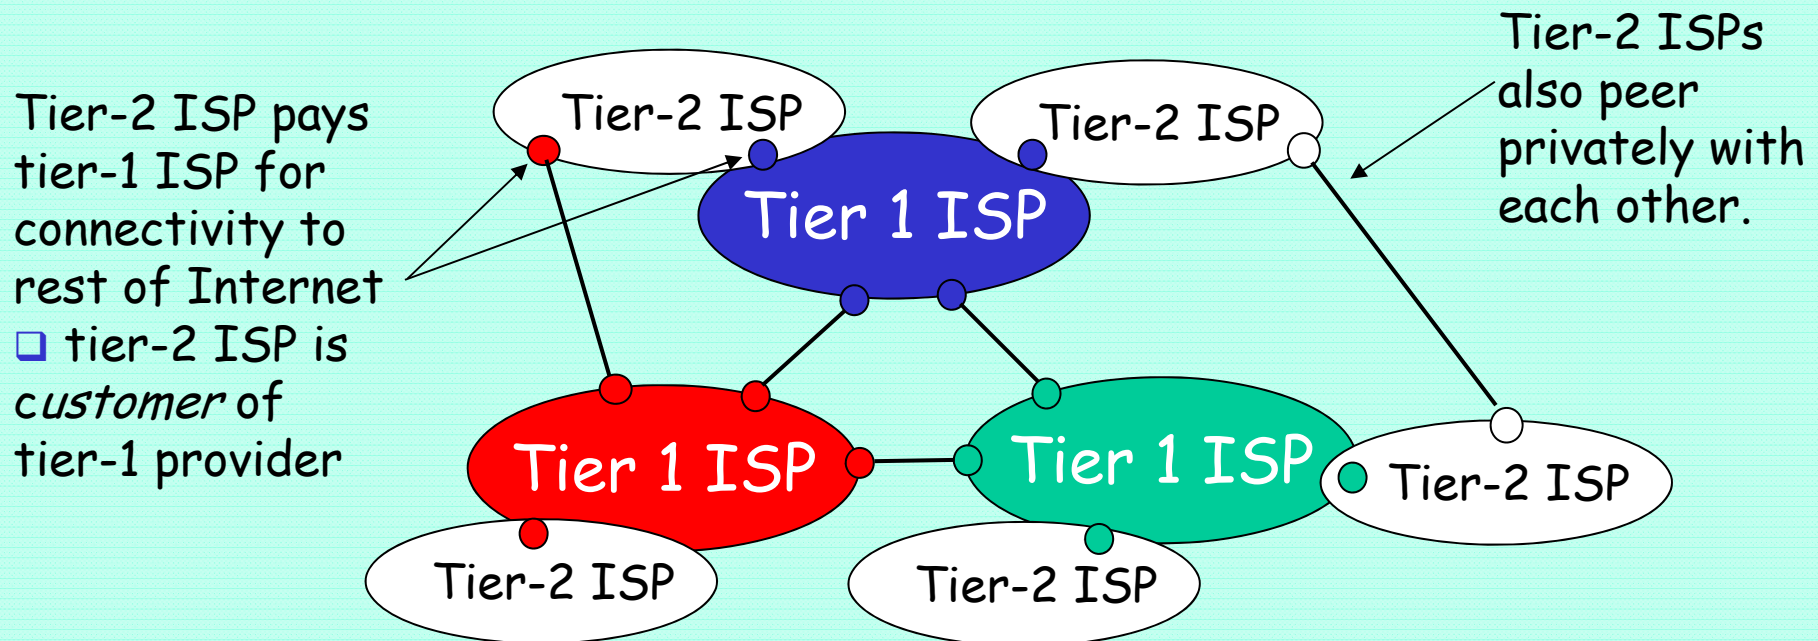 Tier-2 ISP pays
tier-1 ISP for
connectivity to
rest of Internet
❑ tier-2 ISP is
customer of
tier-1 provider
Tier-2 ISP
Tier-2 ISP
Tier-2 ISPs
also peer
privately with
each other.
Tier 1 ISP
Tier 1 ISP
Tier 1 ISP
Tier-2 ISP
Tier-2 ISP
Tier-2 ISP